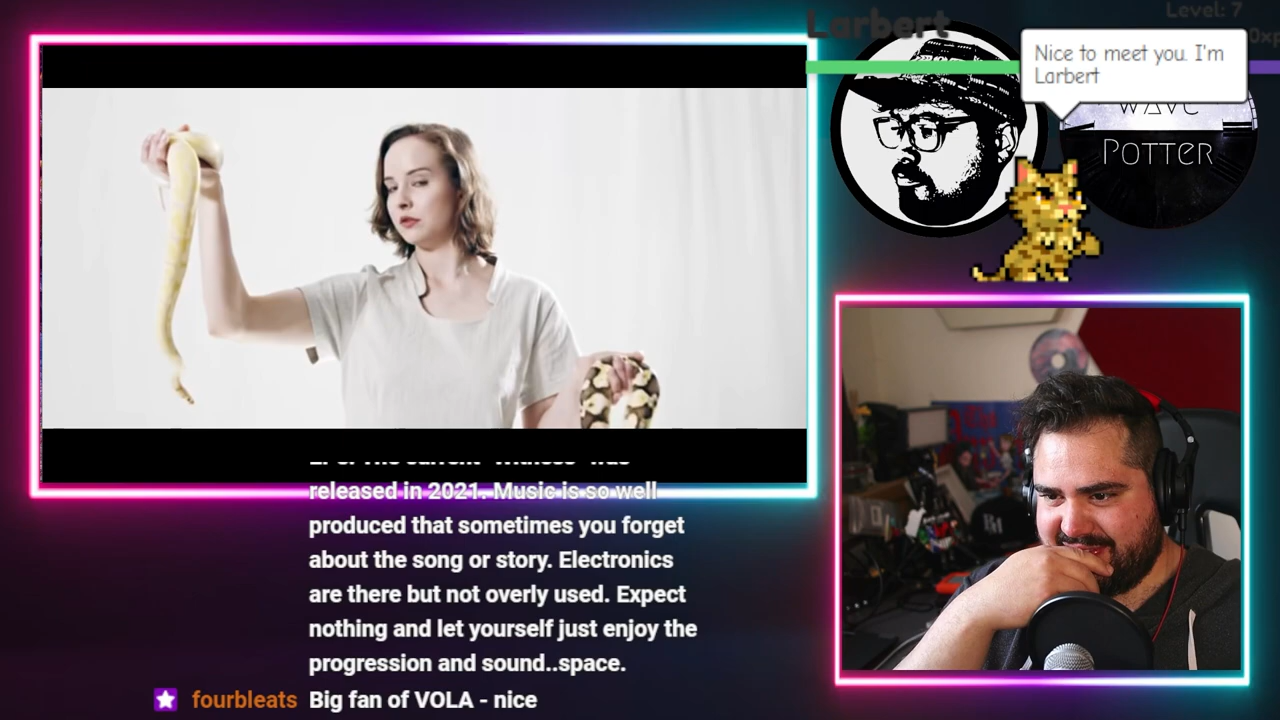 Larbert
Level: 7
Nice to meet you. I'm
Larbert
WAVE
POTTER
released in 2021. Music is so well
produced that sometimes you forget
about the song or story. Electronics
are there but not overly used. Expect
nothing and let yourself just enjoy the
progression and sound..space.
fourbleats Big fan of VOLA - nice